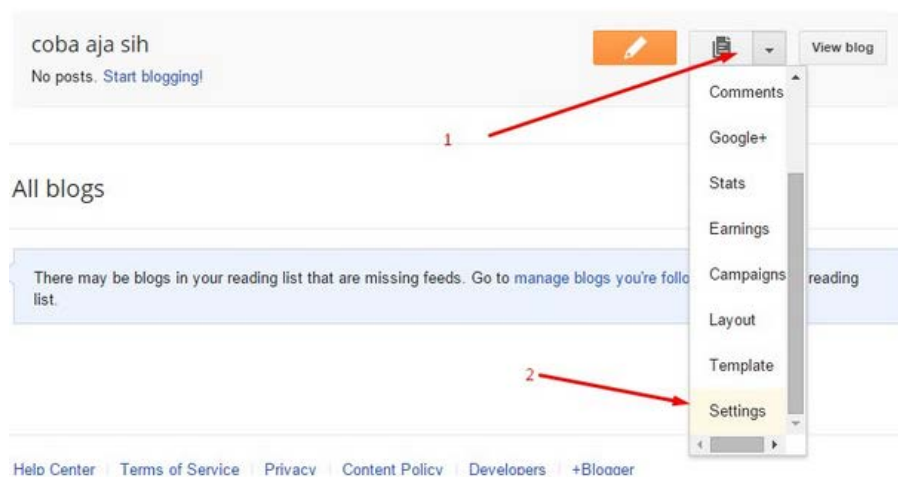 coba aja sih
No posts. Start blogging!
View blog
Comments
1
Google+
All blogs
Stats
Earnings
There may be blogs in your reading list that are missing feeds. Go to manage blogs you're follo reading
list.
Campaigns
Layout
Template
2
Settings
Help Center Terms of Service Privacy Content Policy Developers +Blogger